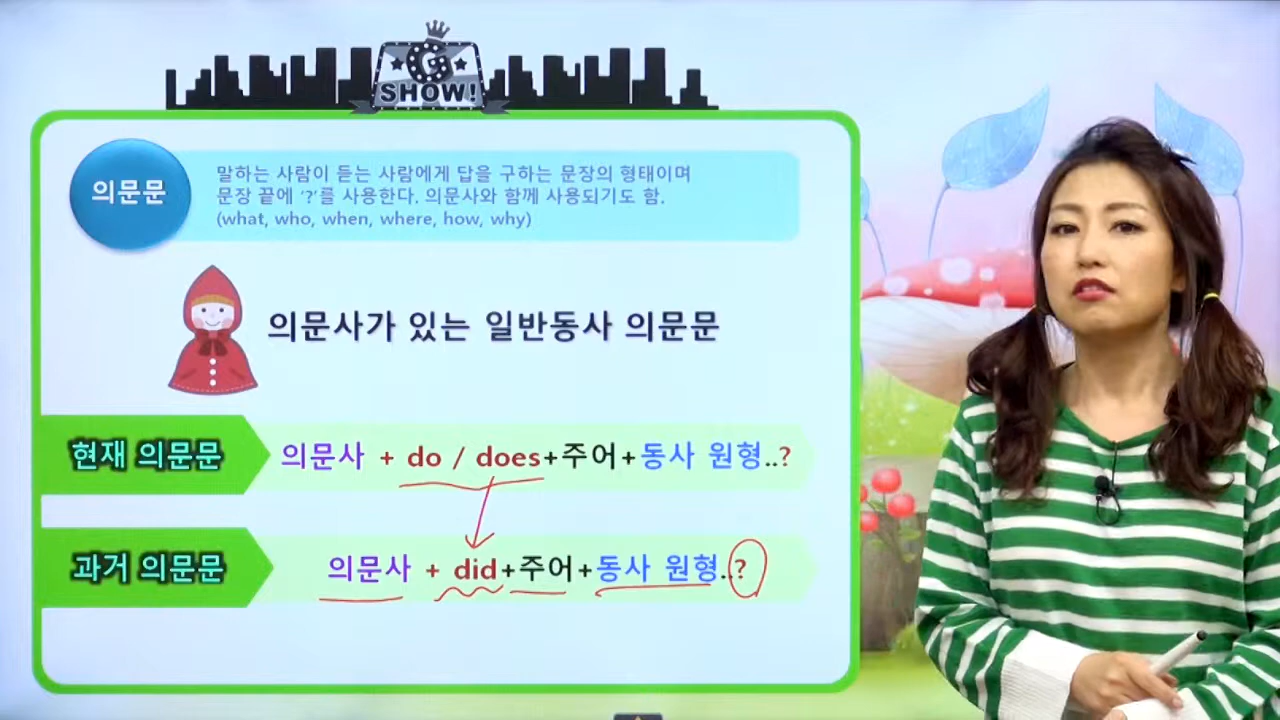 G
SHOW!
의문문
말하는 사람이 듣는 사람에게 답을 구하는 문장의 형태이며
문장 끝에 ‘?’를 사용한다. 의문사와 함께 사용되기도 함.
(what, who, when, where, how, why)
의문사가 있는 일반동사 의문문
현재 의문문
의문사 + do / does+주어+동사 원형..?
과거 의문문
의문사 + did+주어+동사 원형..?